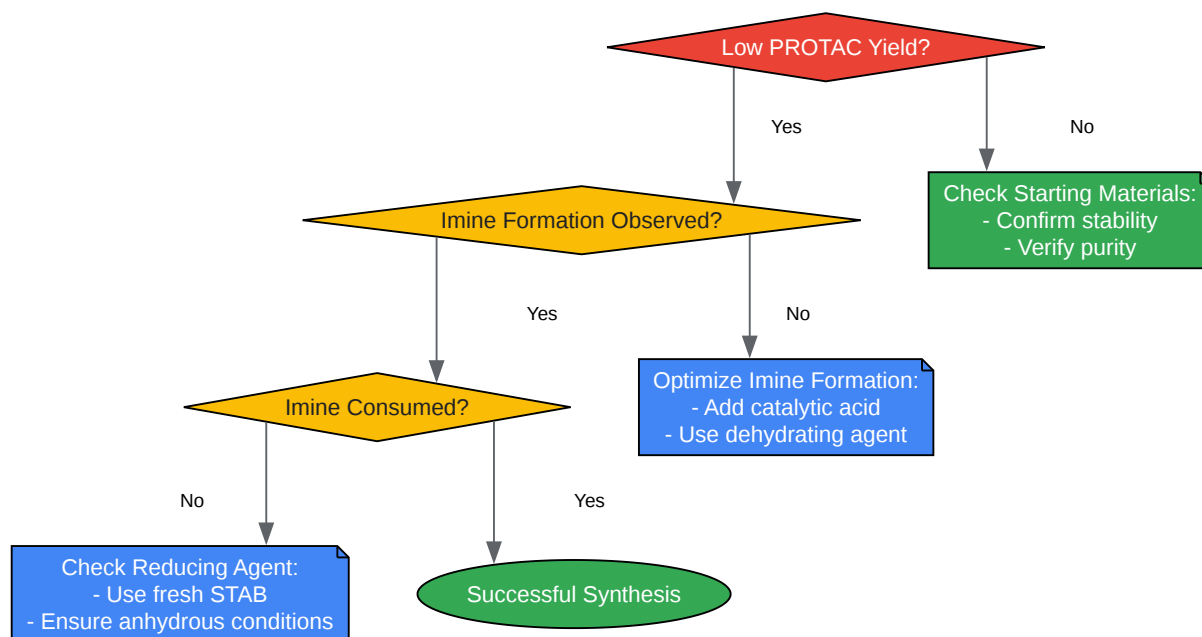 Low PROTAC Yield?
Yes
No
Check Starting Materials:
- Confirm stability
- Verify purity
Imine Formation Observed?
Yes
No
Optimize Imine Formation:
- Add catalytic acid
- Use dehydrating agent
Imine Consumed?
No
Yes
Check Reducing Agent:
- Use fresh STAB
- Ensure anhydrous conditions
Successful Synthesis